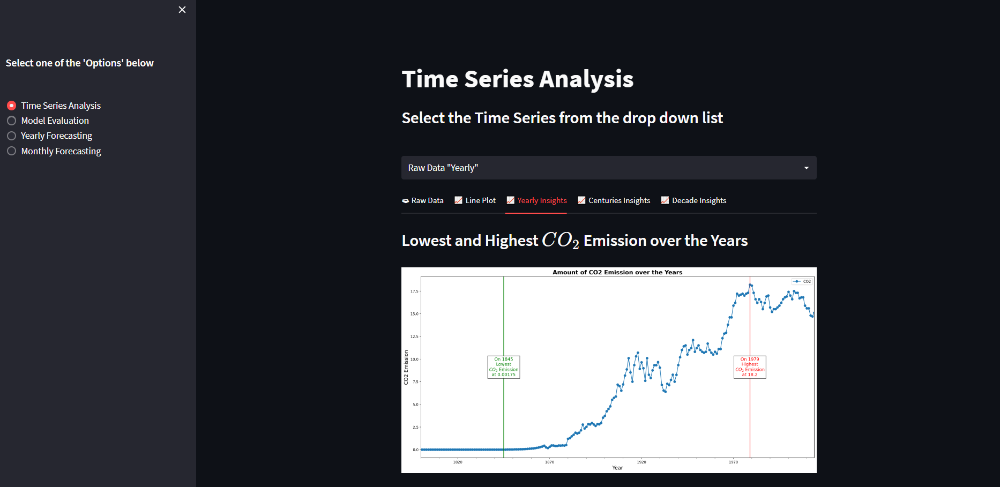 Select one of the 'Options' below
Time Series Analysis
Model Evaluation
Yearly Forecasting
Monthly Forecasting
Time Series Analysis
Select the Time Series from the drop down list
Raw Data "Yearly"
Raw Data
Line Plot
Yearly Insights
Centuries Insights
Decade Insights
Lowest and Highest CO₂ Emission over the Years
Amount of CO2 Emission over the Years
CO2
17.5
15.0
12.5
10.0
7.5
5.0
2.5
0.0
CO2 Emission
On 1845
Lowest
CO₂ Emission
at 0.00175
On 1979
Highest
CO₂ Emission
at 18.2
1820
1870
1920
1970
Year